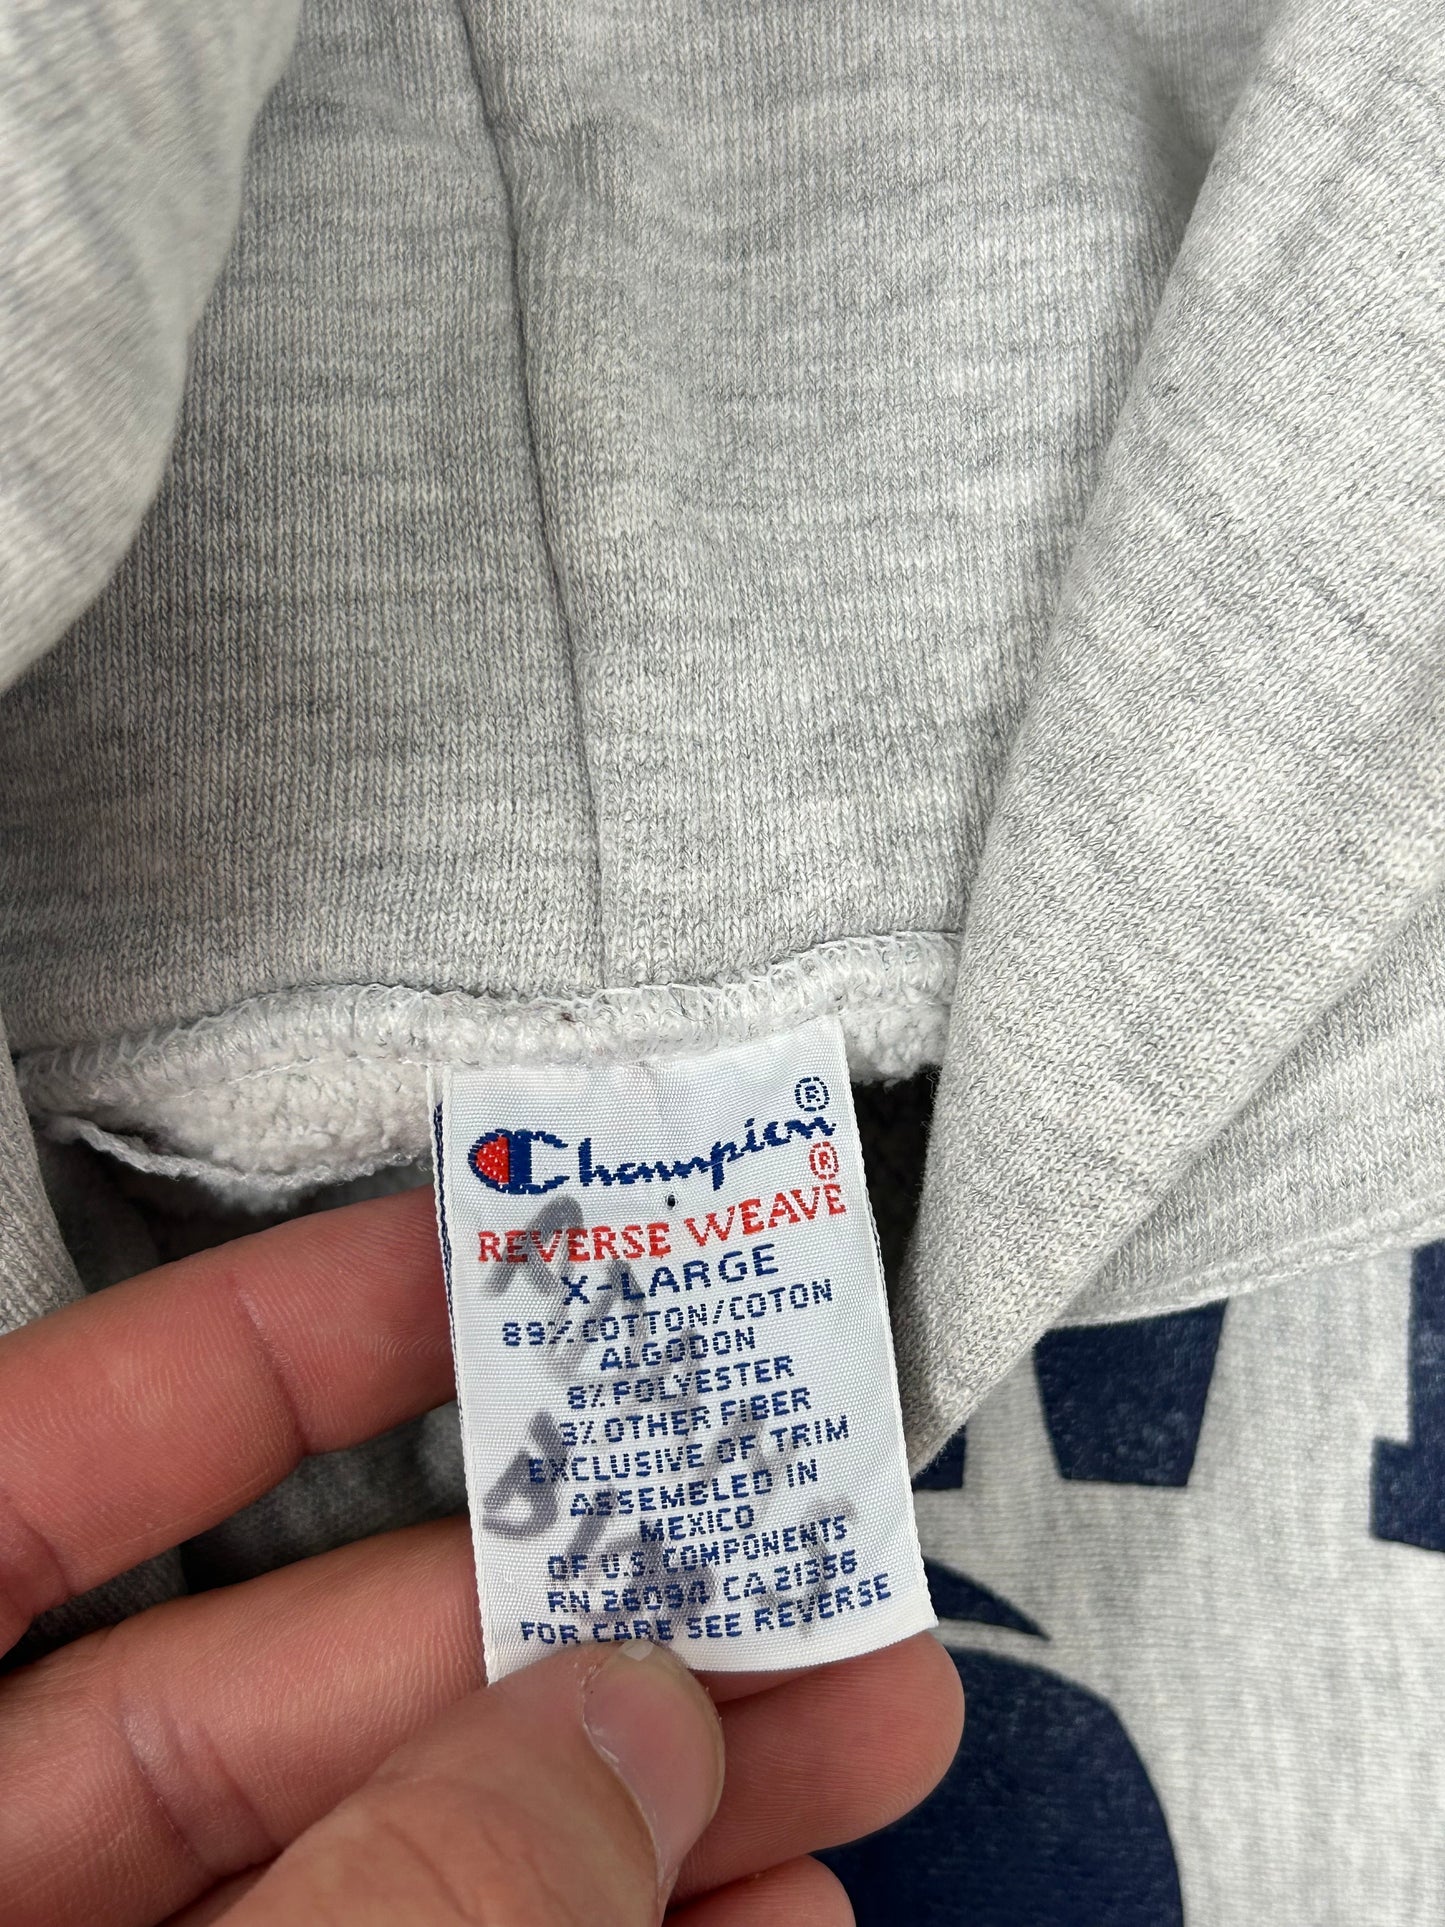 Champion®
REVERSE WEAVE®
X-LARGE
89% COTTON/COTON
ALGODON
8% POLYESTER
3% OTHER FIBER
EXCLUSIVE OF TRIM
ASSEMBLED IN
MEXICO
OF U.S. COMPONENTS
RN 26094 CA 21356
FOR CARE SEE REVERSE